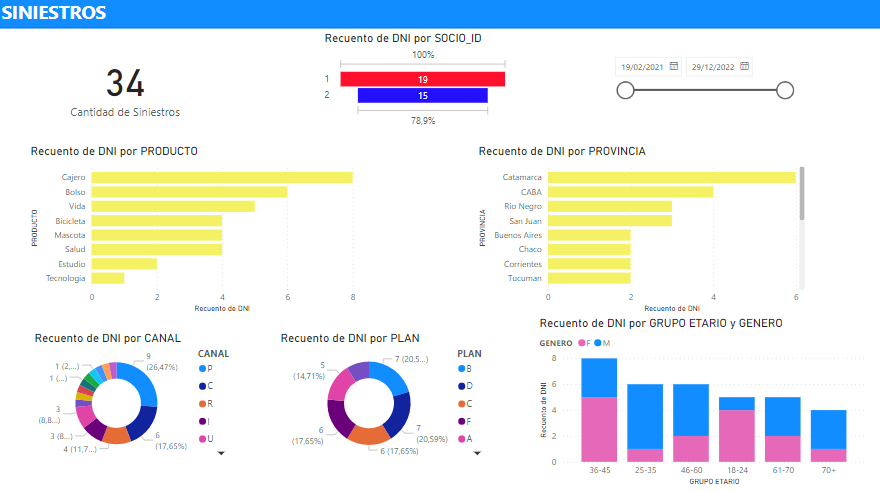 SINIESTROS
34
Cantidad de Siniestros
Recuento de DNI por SOCIO_ID
100%
1 19
2 15
78,9%
19/02/2021 29/12/2022
Recuento de DNI por PRODUCTO
PRODUCTO
Cajero
Bolso
Vida
Bicicleta
Mascota
Salud
Estudio
Tecnología
0 2 4 6 8
Recuento de DNI
Recuento de DNI por PROVINCIA
PROVINCIA
Catamarca
CABA
Rio Negro
San Juan
Buenos Aires
Chaco
Corrientes
Tucuman
0 2 4 6
Recuento de DNI
Recuento de DNI por CANAL
9
(26,47%)
6
(17,65%)
4 (11,7...)
3 (8...)
3
(8,8...)
1 (...)
1 (2,...)
CANAL
P
C
R
I
U
Recuento de DNI por PLAN
7 (20,5...)
7
(20,59%)
6 (17,65%)
6
(17,65%)
5
(14,71%)
PLAN
B
D
C
F
A
Recuento de DNI por GRUPO ETARIO y GENERO
GENERO F M
Recuento de DNI
8
6
4
2
0
36-45 25-35 46-60 18-24 61-70 70+
GRUPO ETARIO